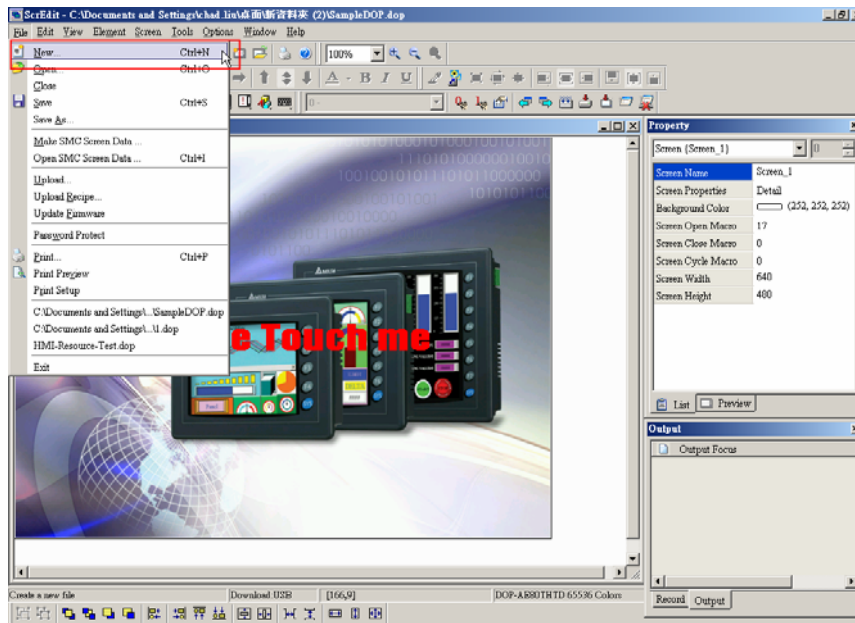 ScrEdit - C:\Documents and Settings\chad_liu\桌面\新資料夾 (2)\SampleDOP.dop
File Edit View Element Screen Tools Options Window Help
New... Ctrl+N
Open... Ctrl+O
Close
Save Ctrl+S
Save As...
Make SMC Screen Data ...
Open SMC Screen Data ... Ctrl+I
Upload...
Upload Recipe...
Update Firmware
Password Protect
Print... Ctrl+P
Print Preview
Print Setup
C:\Documents and Settings\...\SampleDOP.dop
C:\Documents and Settings\...\1.dop
HMI-Resource-Test.dop
Exit
100%
A - B I U
0 -
e Touch me
Property
Screen {Screen_1} 0
Screen Name Screen_1
Screen Properties Detail
Background Color (252, 252, 252)
Screen Open Macro 17
Screen Close Macro 0
Screen Cycle Macro 0
Screen Width 640
Screen Height 480
List Preview
Output
Output Focus
Record Output
Create a new file Download USB [166,9] DOP-AE80THTD 65536 Colors